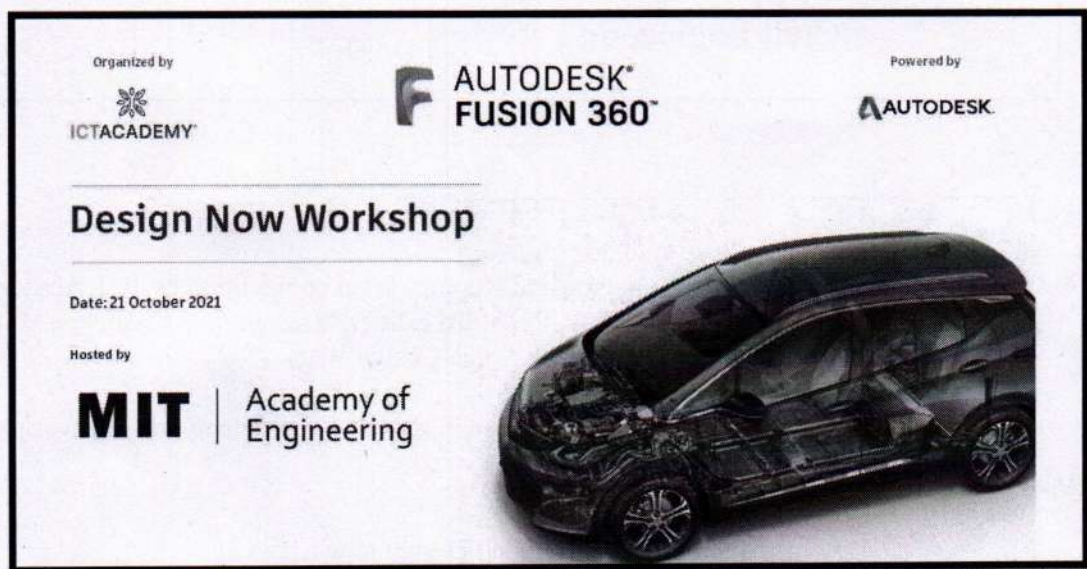 Organized by
ICTACADEMY
AUTODESK®
FUSION 360™
Powered by
AUTODESK.
Design Now Workshop
Date: 21 October 2021
Hosted by
MIT
Academy of
Engineering